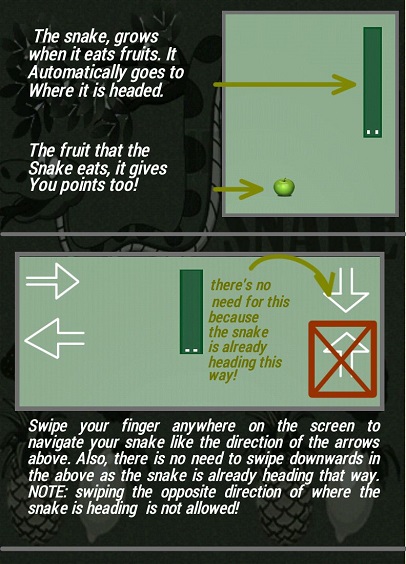 The snake, grows
when it eats fruits. It
Automatically goes to
Where it is headed.
The fruit that the
Snake eats, it gives
You points too!
there's no
need for this
because
the snake
is already
heading this
way!
Swipe your finger anywhere on the screen to
navigate your snake like the direction of the arrows
above. Also, there is no need to swipe downwards in
the above as the snake is already heading that way.
NOTE: swiping the opposite direction of where the
snake is heading is not allowed!